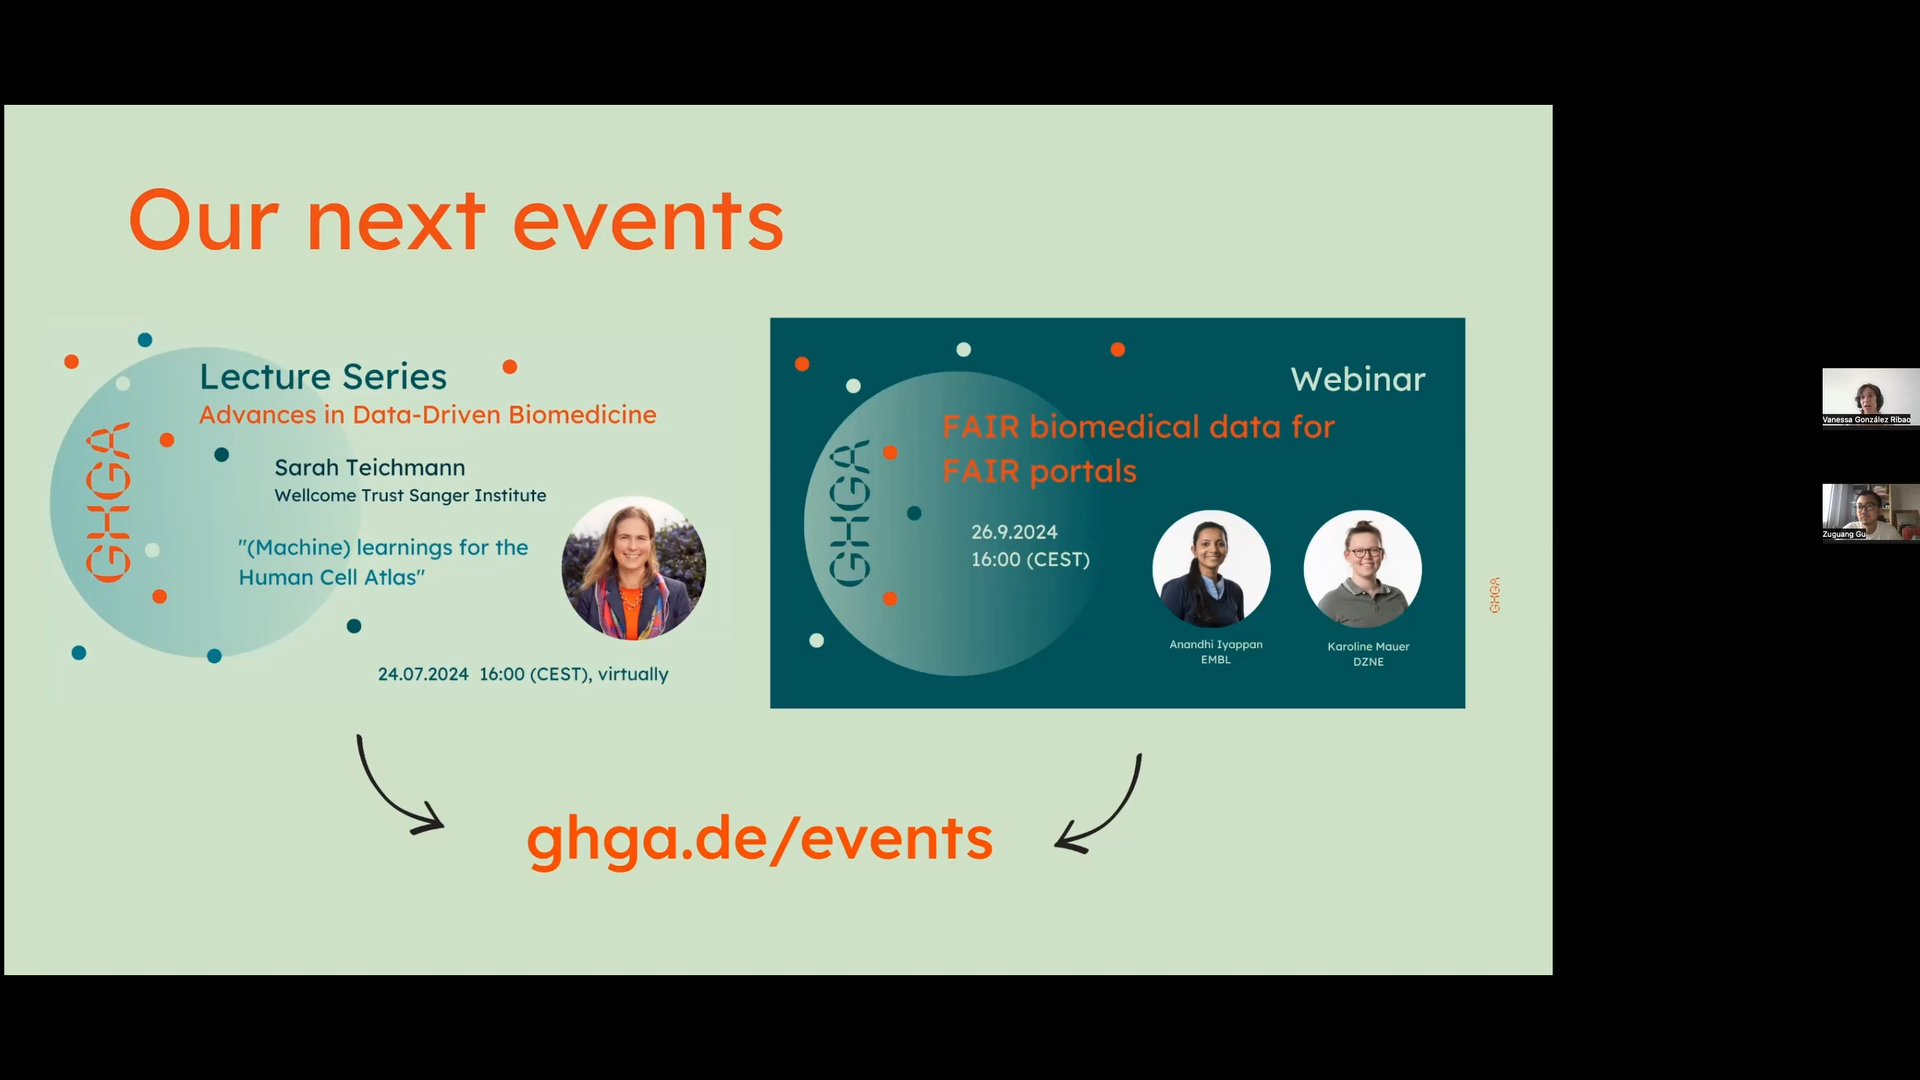 Our next events
GHGA
Lecture Series
Advances in Data-Driven Biomedicine
Sarah Teichmann
Wellcome Trust Sanger Institute
"(Machine) learnings for the
Human Cell Atlas"
24.07.2024 16:00 (CEST), virtually
GHGA
Webinar
FAIR biomedical data for
FAIR portals
26.9.2024
16:00 (CEST)
Anandhi Iyappan
EMBL
Karoline Mauer
DZNE
GHGA
ghga.de/events
Vanessa González Ribao
Zuguang Gu